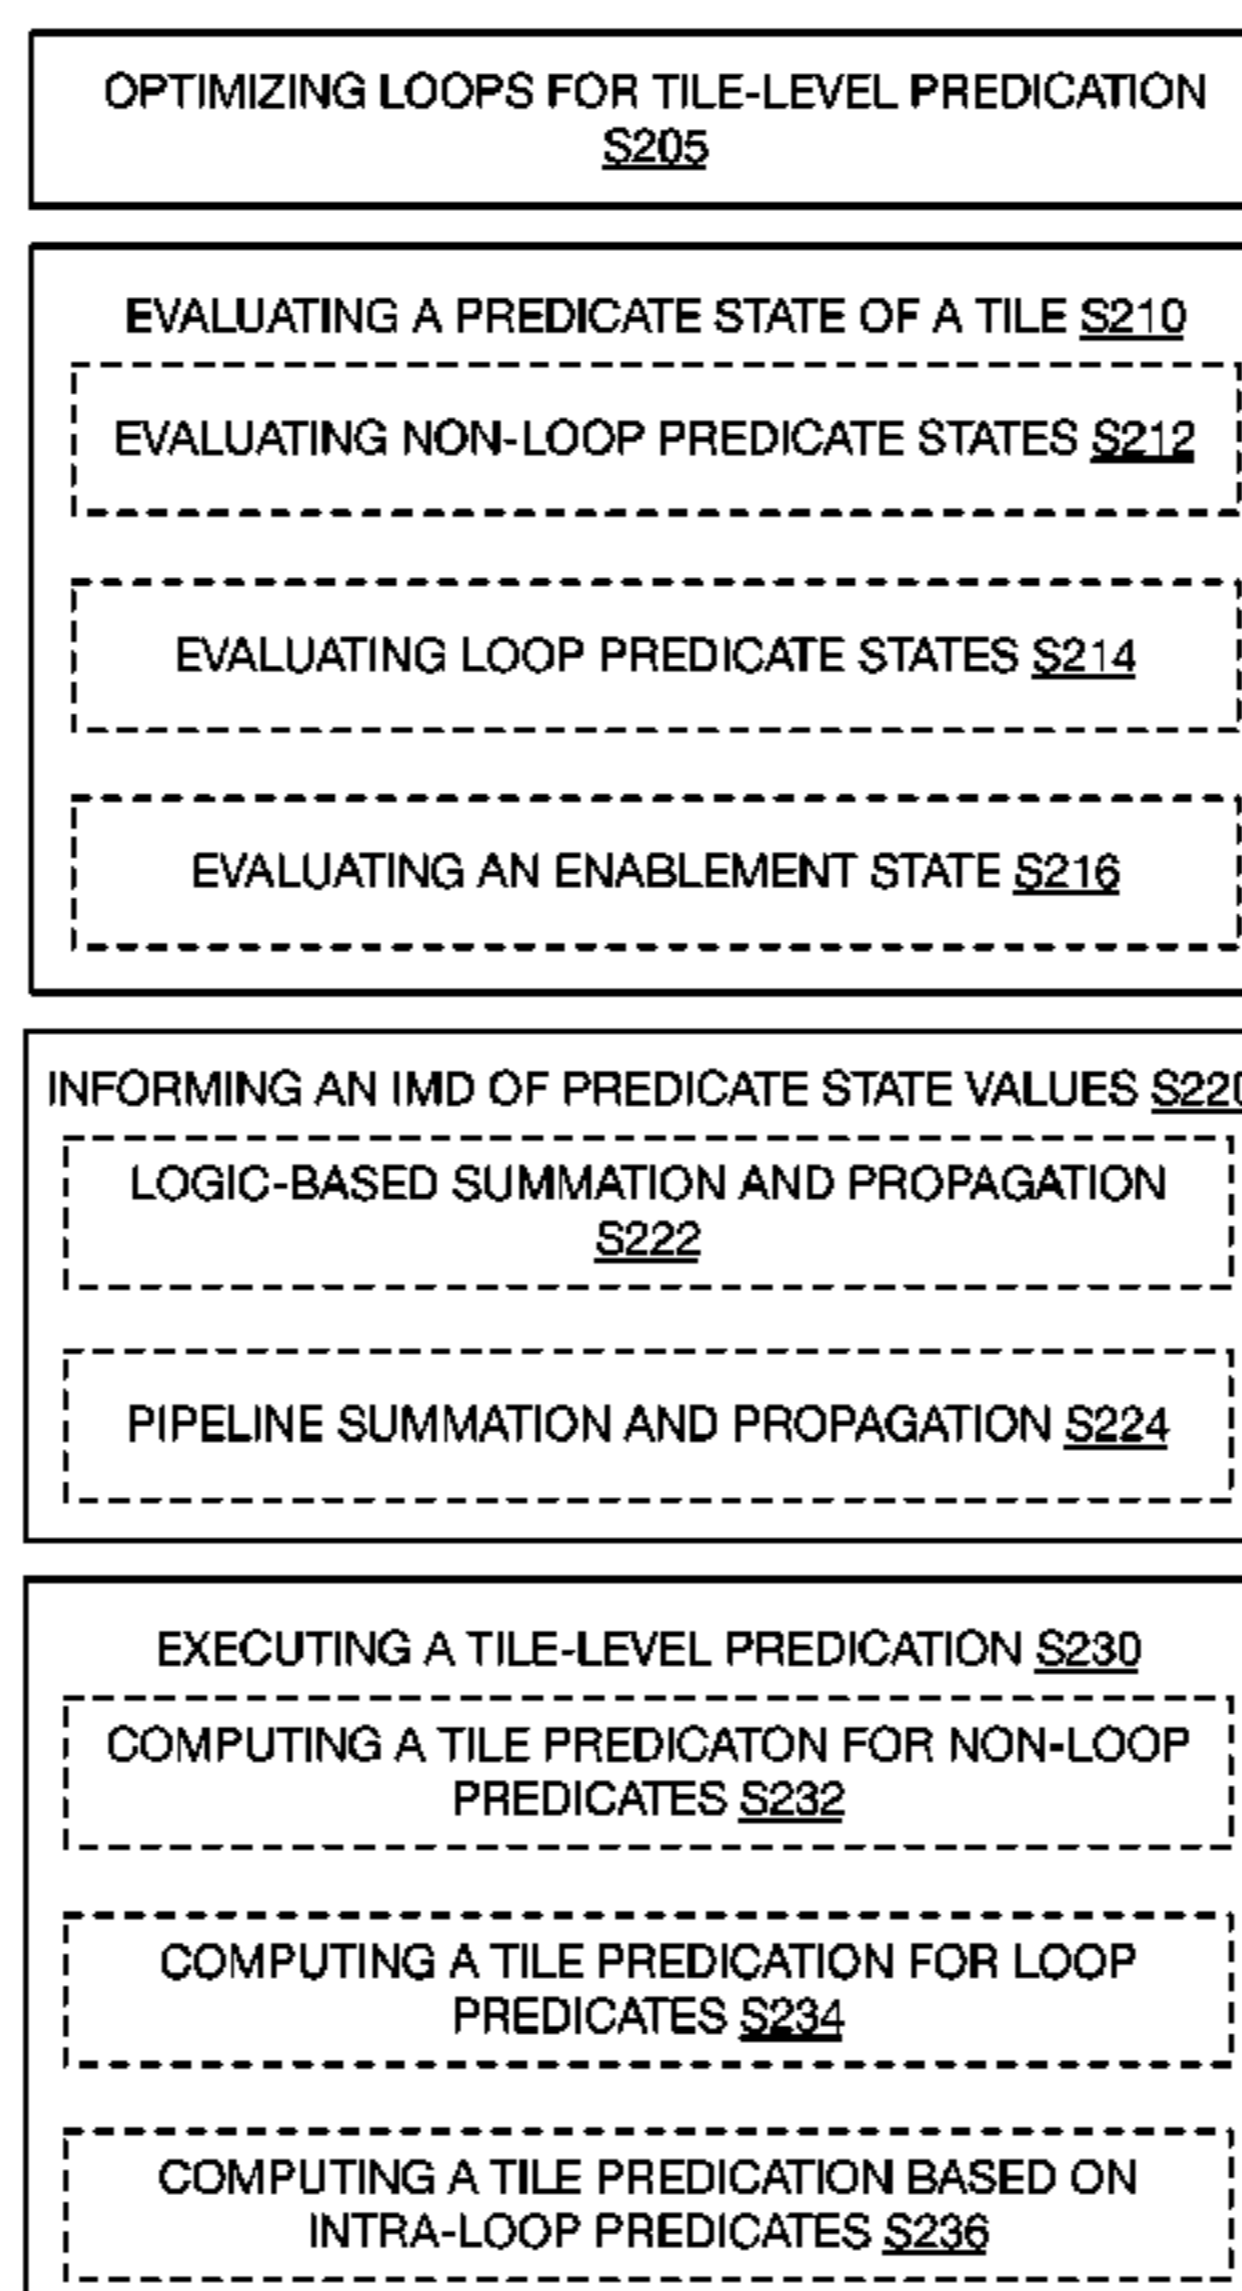 OPTIMIZING LOOPS FOR TILE-LEVEL PREDICATION
S205
EVALUATING A PREDICATE STATE OF A TILE S210
EVALUATING NON-LOOP PREDICATE STATES S212
EVALUATING LOOP PREDICATE STATES S214
EVALUATING AN ENABLEMENT STATE S216
INFORMING AN IMD OF PREDICATE STATE VALUES S220
LOGIC-BASED SUMMATION AND PROPAGATION
S222
PIPELINE SUMMATION AND PROPAGATION S224
EXECUTING A TILE-LEVEL PREDICATION S230
COMPUTING A TILE PREDICATON FOR NON-LOOP
PREDICATES S232
COMPUTING A TILE PREDICATION FOR LOOP
PREDICATES S234
COMPUTING A TILE PREDICATION BASED ON
INTRA-LOOP PREDICATES S236